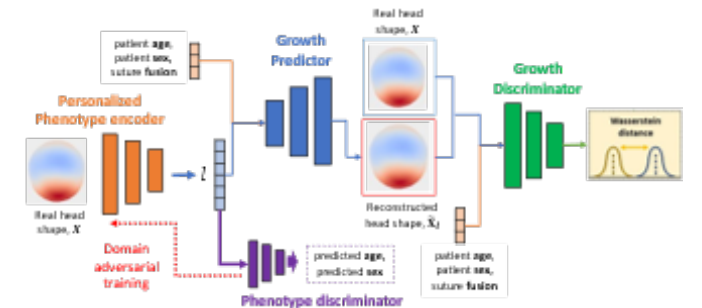 Real head
shape, X
patient age,
patient sex,
suture fusion
Growth
Predictor
Growth
Discriminator
Personalized
Phenotype encoder
Wasserstein
distance
l
Real head
shape, X
Reconstructed
head shape, X̂
Domain
adversarial
training
predicted age,
predicted sex
patient age,
patient sex,
suture fusion
Phenotype discriminator